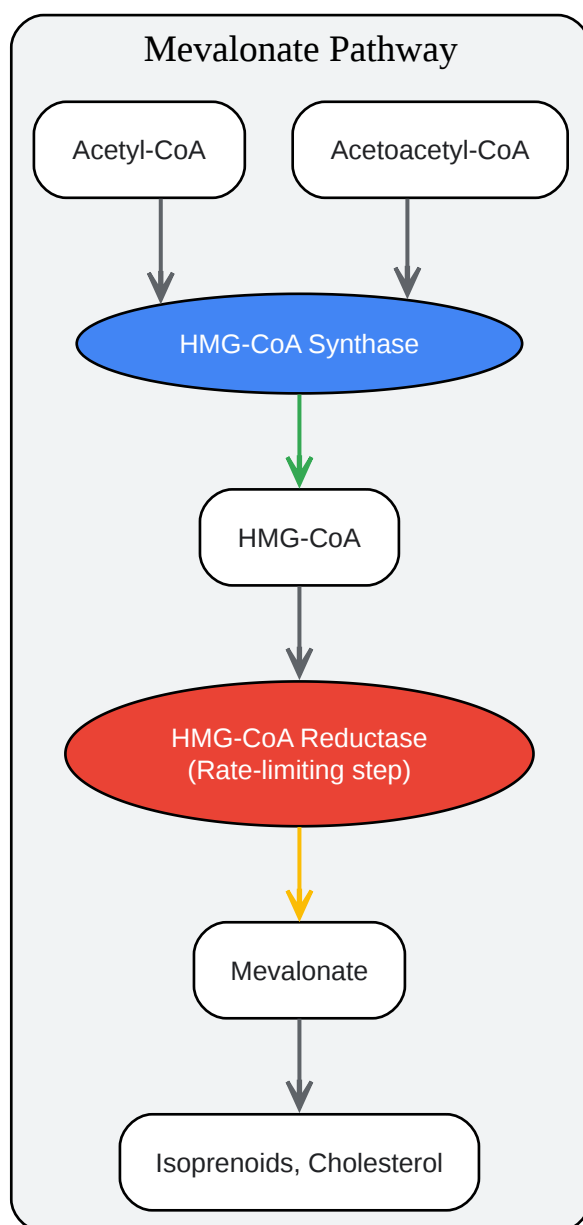 Mevalonate Pathway
Acetyl-CoA
Acetoacetyl-CoA
HMG-CoA Synthase
HMG-CoA
HMG-CoA Reductase
(Rate-limiting step)
Mevalonate
Isoprenoids, Cholesterol